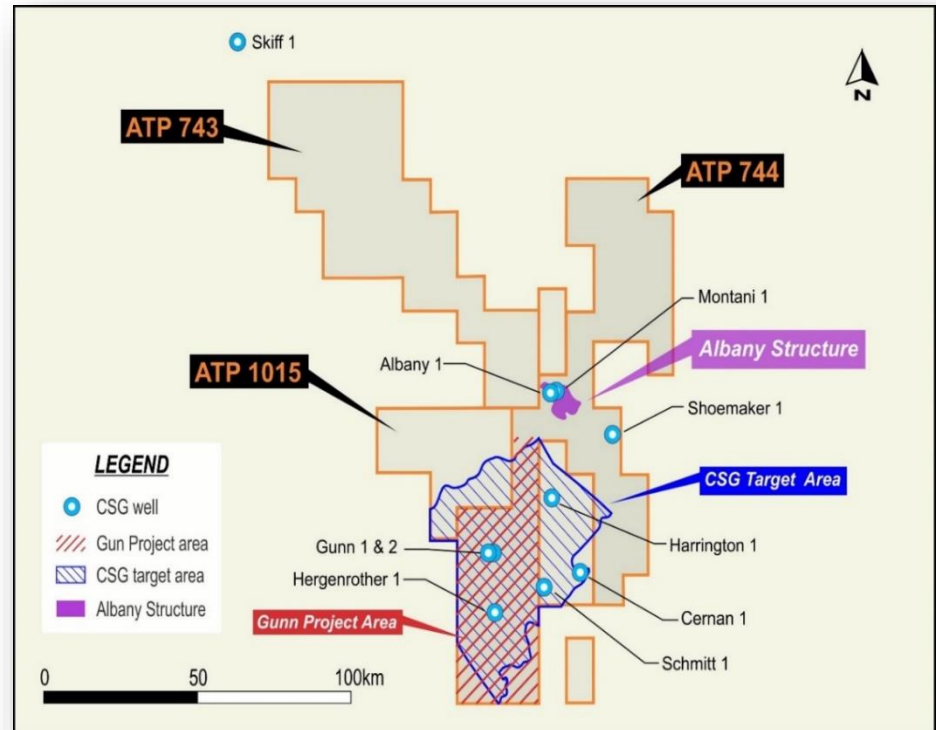 Skiff 1
N
ATP 743
ATP 744
Montani 1
Albany Structure
Albany 1
ATP 1015
Shoemaker 1
LEGEND
CSG well
Gun Project area
CSG target area
Albany Structure
CSG Target Area
Harrington 1
Gunn 1 & 2
Hergenrother 1
Gunn Project Area
Cernan 1
Schmitt 1
0 50 100km